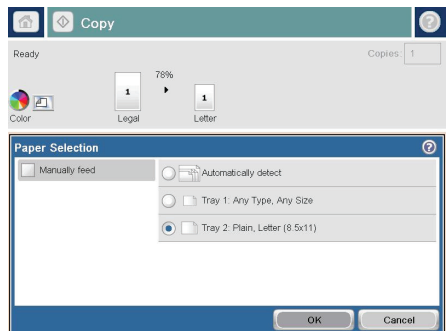 Copy
Ready
Copies: 1
78%
1
1
Color
Legal
Letter
Paper Selection
Manually feed
Automatically detect
Tray 1: Any Type, Any Size
Tray 2: Plain, Letter (8.5x11)
OK
Cancel